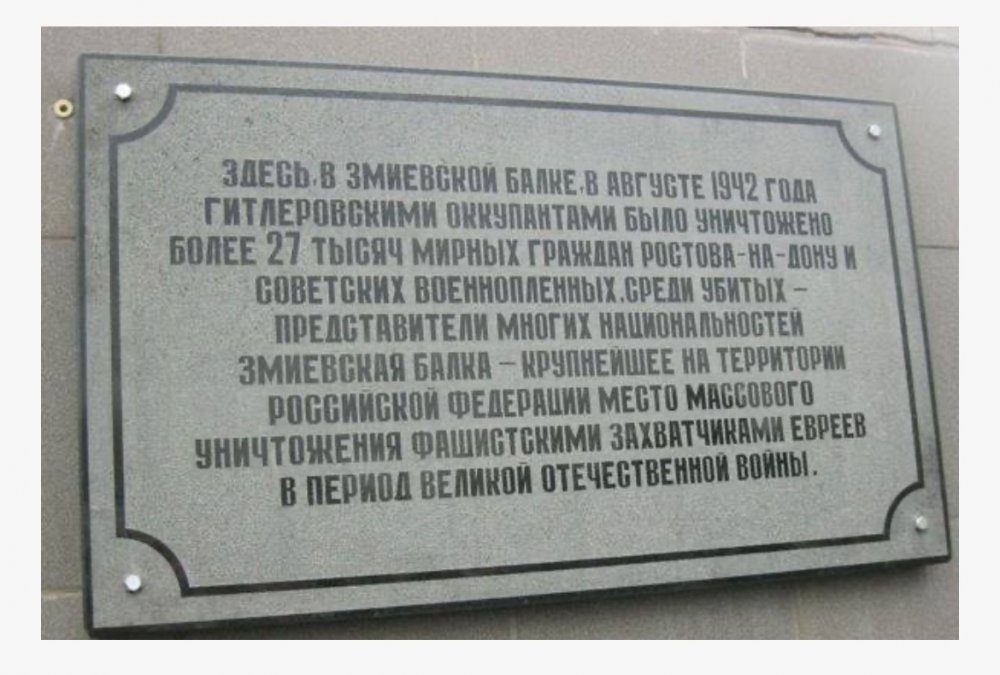 ЗДЕСЬ, В ЗМИЕВСКОЙ БАЛКЕ, В АВГУСТЕ 1942 ГОДА
ГИТЛЕРОВСКИМИ ОККУПАНТАМИ БЫЛО УНИЧТОЖЕНО
БОЛЕЕ 27 ТЫСЯЧ МИРНЫХ ГРАЖДАН РОСТОВА-НА-ДОНУ И
СОВЕТСКИХ ВОЕННОПЛЕННЫХ. СРЕДИ УБИТЫХ –
ПРЕДСТАВИТЕЛИ МНОГИХ НАЦИОНАЛЬНОСТЕЙ
ЗМИЕВСКАЯ БАЛКА – КРУПНЕЙШЕЕ НА ТЕРРИТОРИИ
РОССИЙСКОЙ ФЕДЕРАЦИИ МЕСТО МАССОВОГО
УНИЧТОЖЕНИЯ ФАШИСТСКИМИ ЗАХВАТЧИКАМИ ЕВРЕЕВ
В ПЕРИОД ВЕЛИКОЙ ОТЕЧЕСТВЕННОЙ ВОЙНЫ.